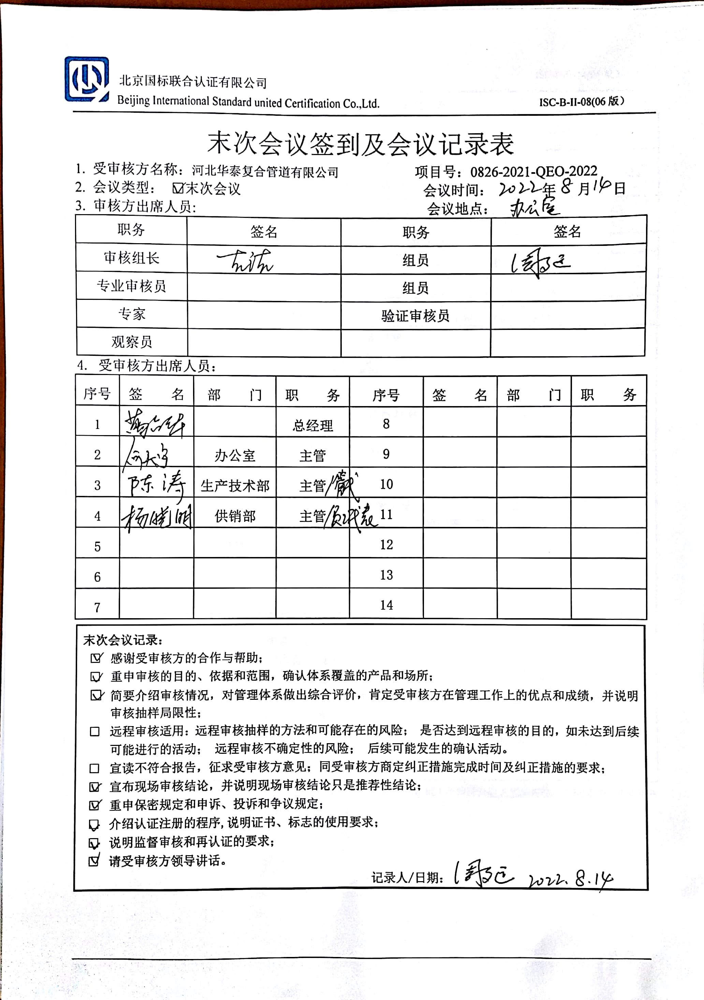 北京国标联合认证有限公司
Beijing International Standard united Certification Co.,Ltd.
ISC-B-II-08(06 版)
末次会议签到及会议记录表
1. 受审核方名称：河北华泰复合管道有限公司 项目号：0826-2021-QEO-2022
2. 会议类型： ☑末次会议 会议时间： 2022年 8 月 14 日
3. 审核方出席人员: 会议地点： 办公室
职务 签名 职务 签名
审核组长 组员
专业审核员 组员
专家 验证审核员
观察员
4. 受审核方出席人员：
序号 签 名 部 门 职 务 序号 签 名 部 门 职 务
1 总经理 8
2 办公室 主管 9
3 陈涛 生产技术部 主管 10
4 杨晓明 供销部 主管 11
5 12
6 13
7 14
末次会议记录：
☑ 感谢受审核方的合作与帮助；
☑ 重申审核的目的、依据和范围，确认体系覆盖的产品和场所；
☑ 简要介绍审核情况，对管理体系做出综合评价，肯定受审核方在管理工作上的优点和成绩，并说明
审核抽样局限性；
☐ 远程审核适用：远程审核抽样的方法和可能存在的风险； 是否达到远程审核的目的，如未达到后续
可能进行的活动； 远程审核不确定性的风险； 后续可能发生的确认活动。
☐ 宣读不符合报告，征求受审核方意见；同受审核方商定纠正措施完成时间及纠正措施的要求；
☑ 宣布现场审核结论，并说明现场审核结论只是推荐性结论；
☑ 重申保密规定和申诉、投诉和争议规定；
☑ 介绍认证注册的程序,说明证书、标志的使用要求；
☑ 说明监督审核和再认证的要求；
☑ 请受审核方领导讲话。
记录人/日期： 2022.8.14